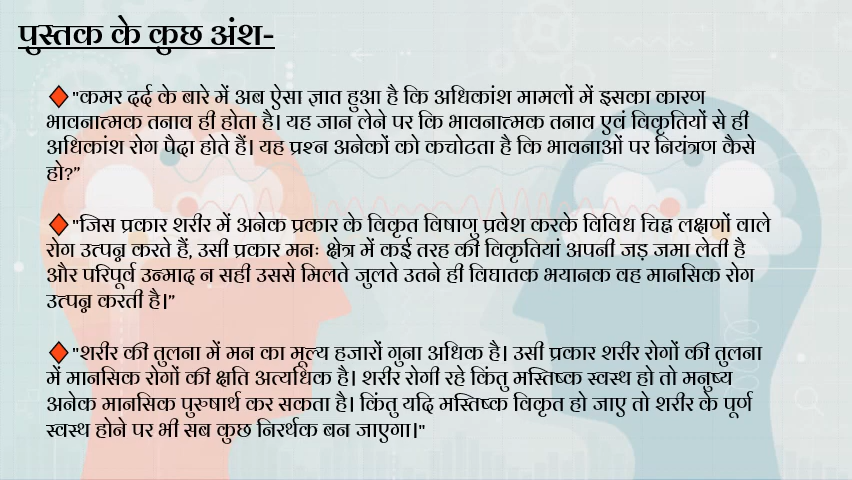 पुस्तक के कुछ अंश-
"कमर दर्द के बारे में अब ऐसा ज्ञात हुआ है कि अधिकांश मामलों में इसका कारण
भावनात्मक तनाव ही होता है। यह जान लेने पर कि भावनात्मक तनाव एवं विकृतियों से ही
अधिकांश रोग पैदा होते हैं। यह प्रश्न अनेकों को कचोटता है कि भावनाओं पर नियंत्रण कैसे
हो?”
"जिस प्रकार शरीर में अनेक प्रकार के विकृत विषाणु प्रवेश करके विविध चिह्न लक्षणों वाले
रोग उत्पन्न करते हैं, उसी प्रकार मनः क्षेत्र में कई तरह की विकृतियां अपनी जड़ जमा लेती है
और परिपूर्व उन्माद न सही उससे मिलते जुलते उतने ही विघातक भयानक वह मानसिक रोग
उत्पन्न करती है।”
"शरीर की तुलना में मन का मूल्य हजारों गुना अधिक है। उसी प्रकार शरीर रोगों की तुलना
में मानसिक रोगों की क्षति अत्यधिक है। शरीर रोगी रहे किंतु मस्तिष्क स्वस्थ हो तो मनुष्य
अनेक मानसिक पुरुषार्थ कर सकता है। किंतु यदि मस्तिष्क विकृत हो जाए तो शरीर के पूर्ण
स्वस्थ होने पर भी सब कुछ निरर्थक बन जाएगा।"